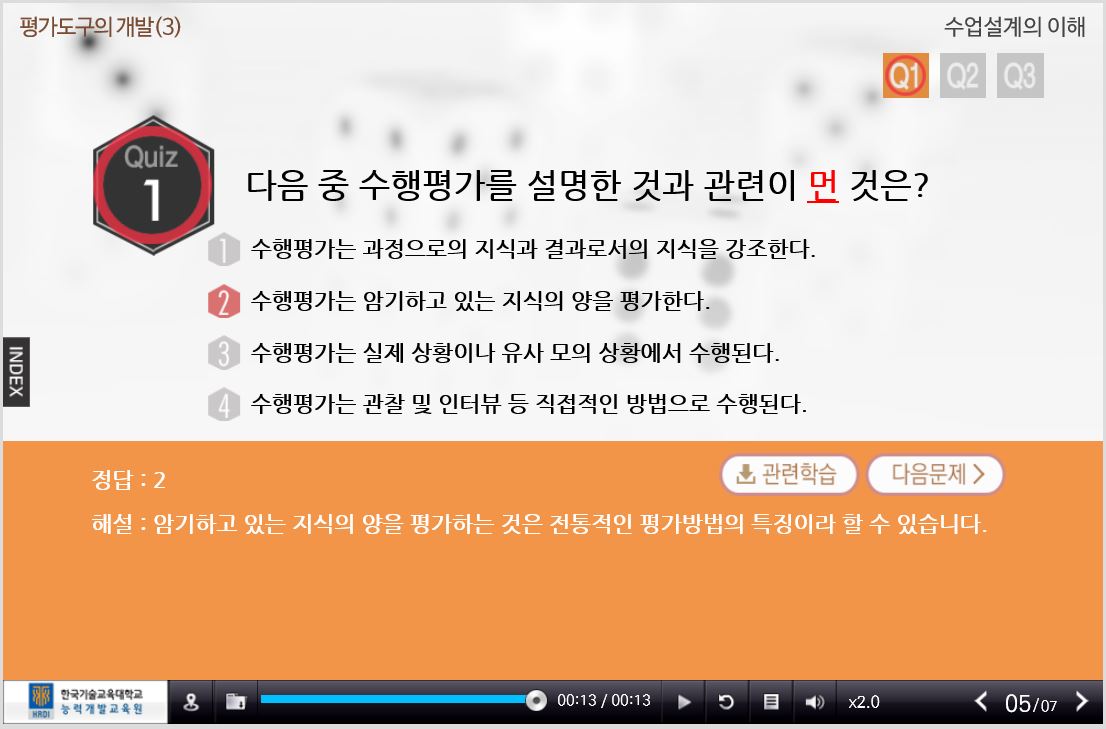 평가도구의 개발(3)
수업설계의 이해
Q1 Q2 Q3
Quiz
1
다음 중 수행평가를 설명한 것과 관련이 먼 것은?
1 수행평가는 과정으로의 지식과 결과로서의 지식을 강조한다.
2 수행평가는 암기하고 있는 지식의 양을 평가한다.
3 수행평가는 실제 상황이나 유사 모의 상황에서 수행된다.
4 수행평가는 관찰 및 인터뷰 등 직접적인 방법으로 수행된다.
INDEX
정답 : 2
관련학습
다음문제
해설 : 암기하고 있는 지식의 양을 평가하는 것은 전통적인 평가방법의 특징이라 할 수 있습니다.
HRDI
한국기술교육대학교
능력개발교육원
00:13 / 00:13
x2.0
05/07